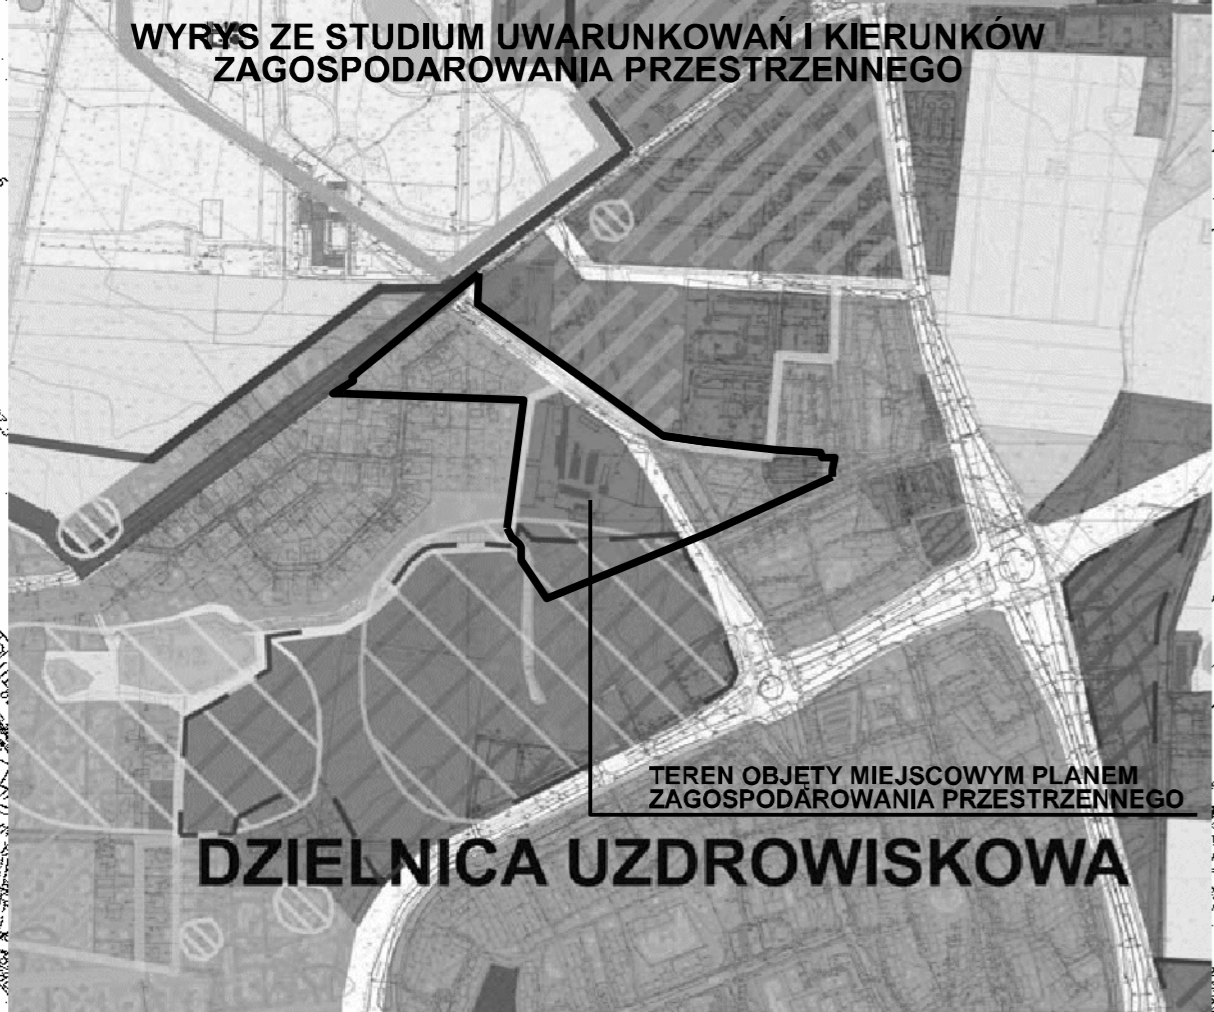 WYRYS ZE STUDIUM UWARUNKOWAŃ I KIERUNKÓW
ZAGOSPODAROWANIA PRZESTRZENNEGO
TEREN OBJĘTY MIEJSCOWYM PLANEM
ZAGOSPODAROWANIA PRZESTRZENNEGO
DZIELNICA UZDROWISKOWA